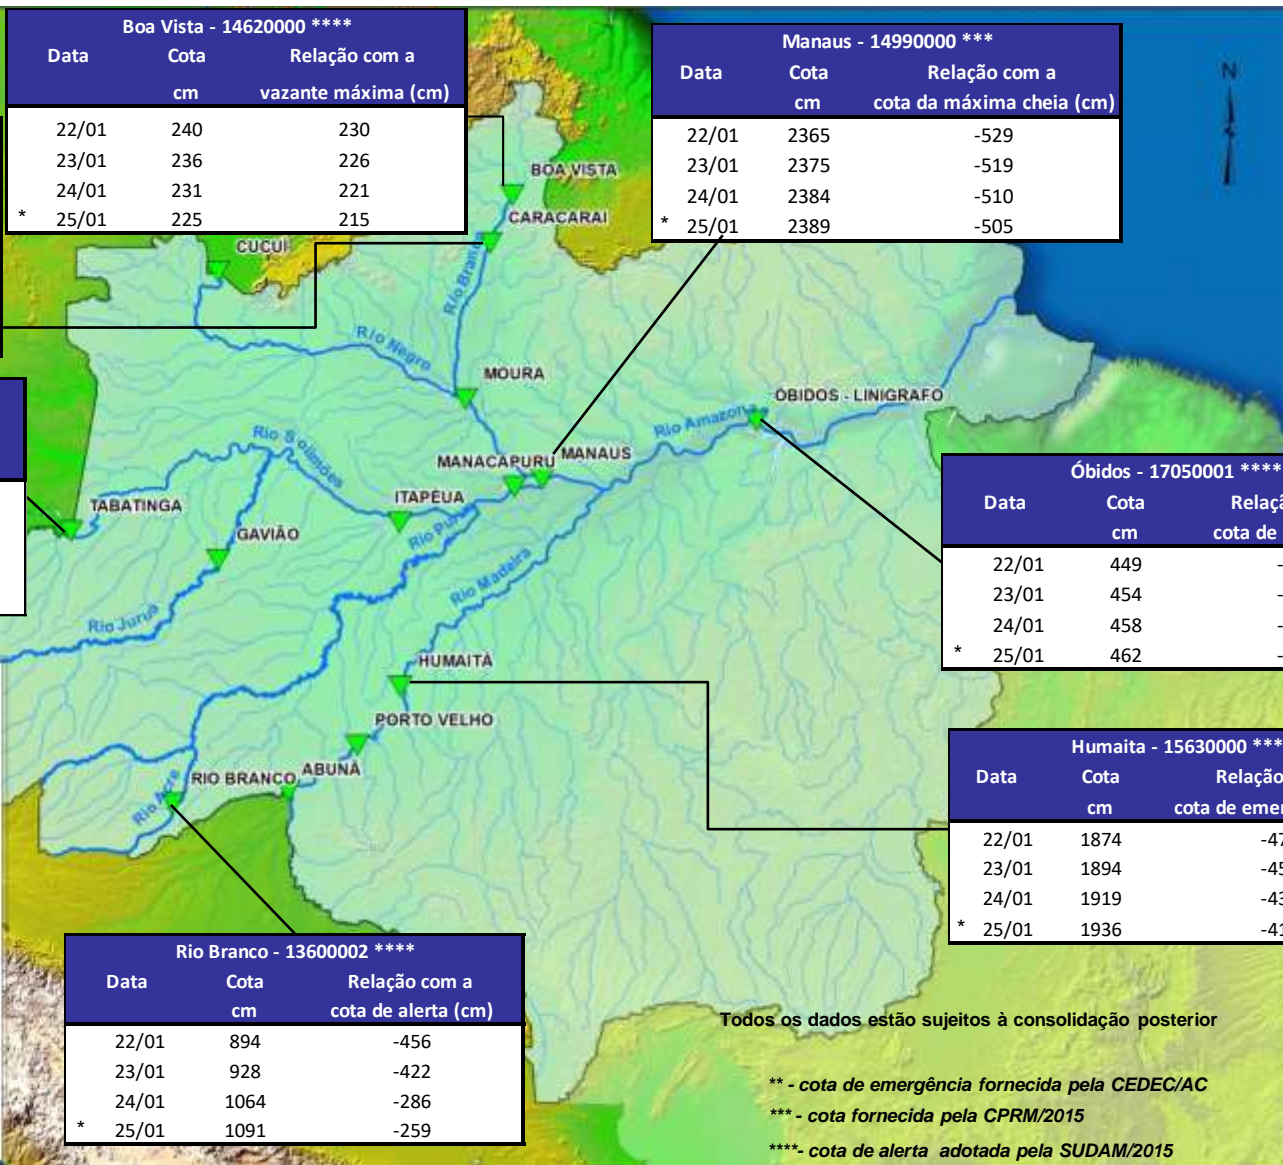 Boa Vista - 14620000 ****
Data Cota Relação com a
cm vazante máxima (cm)
22/01 240 230
23/01 236 226
24/01 231 221
* 25/01 225 215
Manaus - 14990000 ***
Data Cota Relação com a
cm cota da máxima cheia (cm)
22/01 2365 -529
23/01 2375 -519
24/01 2384 -510
* 25/01 2389 -505
N
BOA VISTA
CARACARAI
CUCUI
Rio Branco
Rio Negro
MOURA
ÓBIDOS - LINIGRAFO
Rio Amazonas
Rio Solimões
MANACAPURU
MANAUS
TABATINGA
ITAPÉUA
GAVIÃO
Rio Purus
Rio Madeira
Rio Juruá
Óbidos - 17050001 ****
Data Cota
cm cota de
22/01 449 -
23/01 454 -
24/01 458 -
* 25/01 462 -
HUMAITÁ
PORTO VELHO
RIO BRANCO
ABUNÃ
Rio Acre
Humaita - 15630000 ***
Data Cota Relação
cm
22/01 1874
23/01 1894
24/01 1919
* 25/01 1936
Rio Branco - 13600002 ****
Data Cota Relação com a
cm cota de alerta (cm)
22/01 894 -456
23/01 928 -422
24/01 1064 -286
* 25/01 1091 -259
Todos os dados estão sujeitos à consolidação posterior
** - cota de emergência fornecida pela CEDEC/AC
*** - cota fornecida pela CPRM/2015
****- cota de alerta adotada pela SUDAM/2015